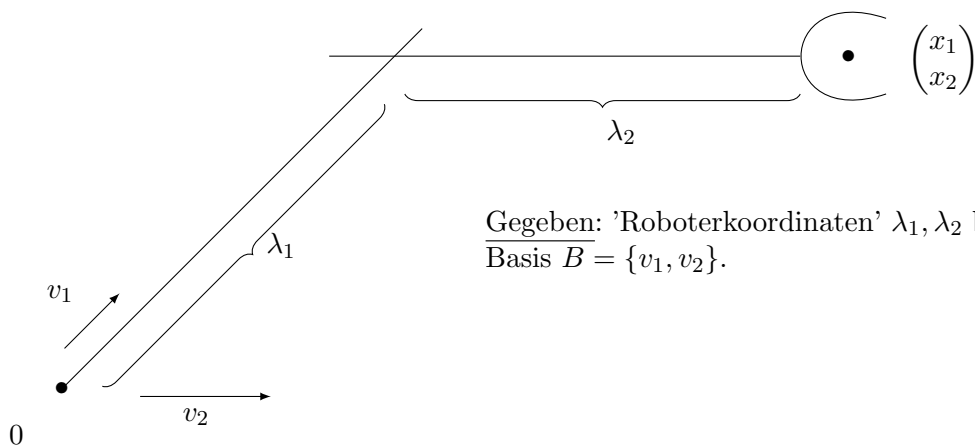 (x₁
x₂)
λ₂
Gegeben: 'Roboterkoordinaten' λ₁, λ₂
λ₁
Basis B = {v₁, v₂}.
v₁
v₂
0